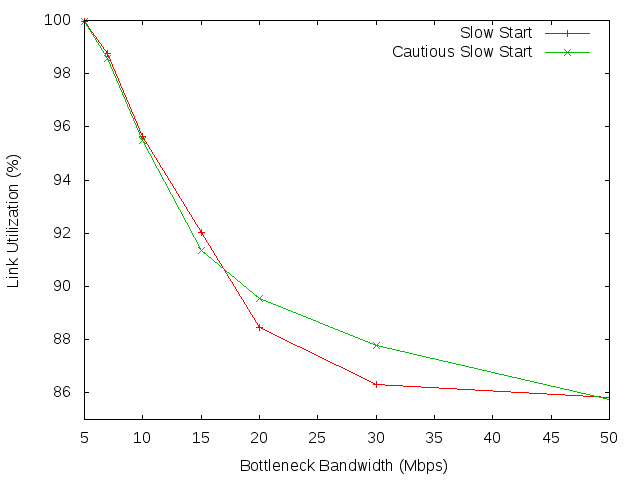 100
98
96
94
92
90
88
86
Link Utilization (%)
Slow Start
Cautious Slow Start
5 10 15 20 25 30 35 40 45 50
Bottleneck Bandwidth (Mbps)